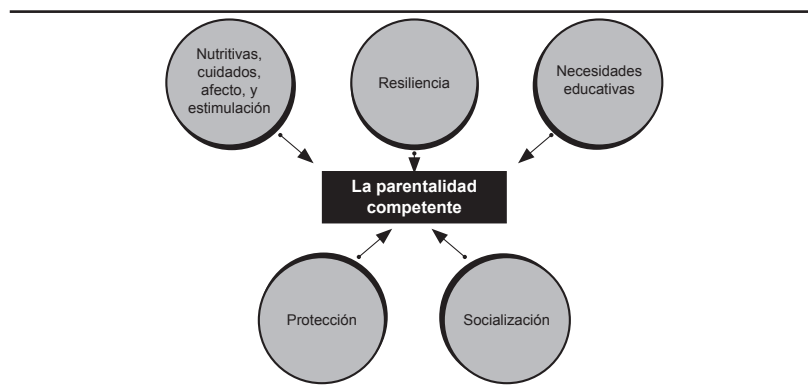 Nutritivas,
cuidados,
afecto, y
estimulación
Resiliencia
Necesidades
educativas
La parentalidad
competente
Protección
Socialización